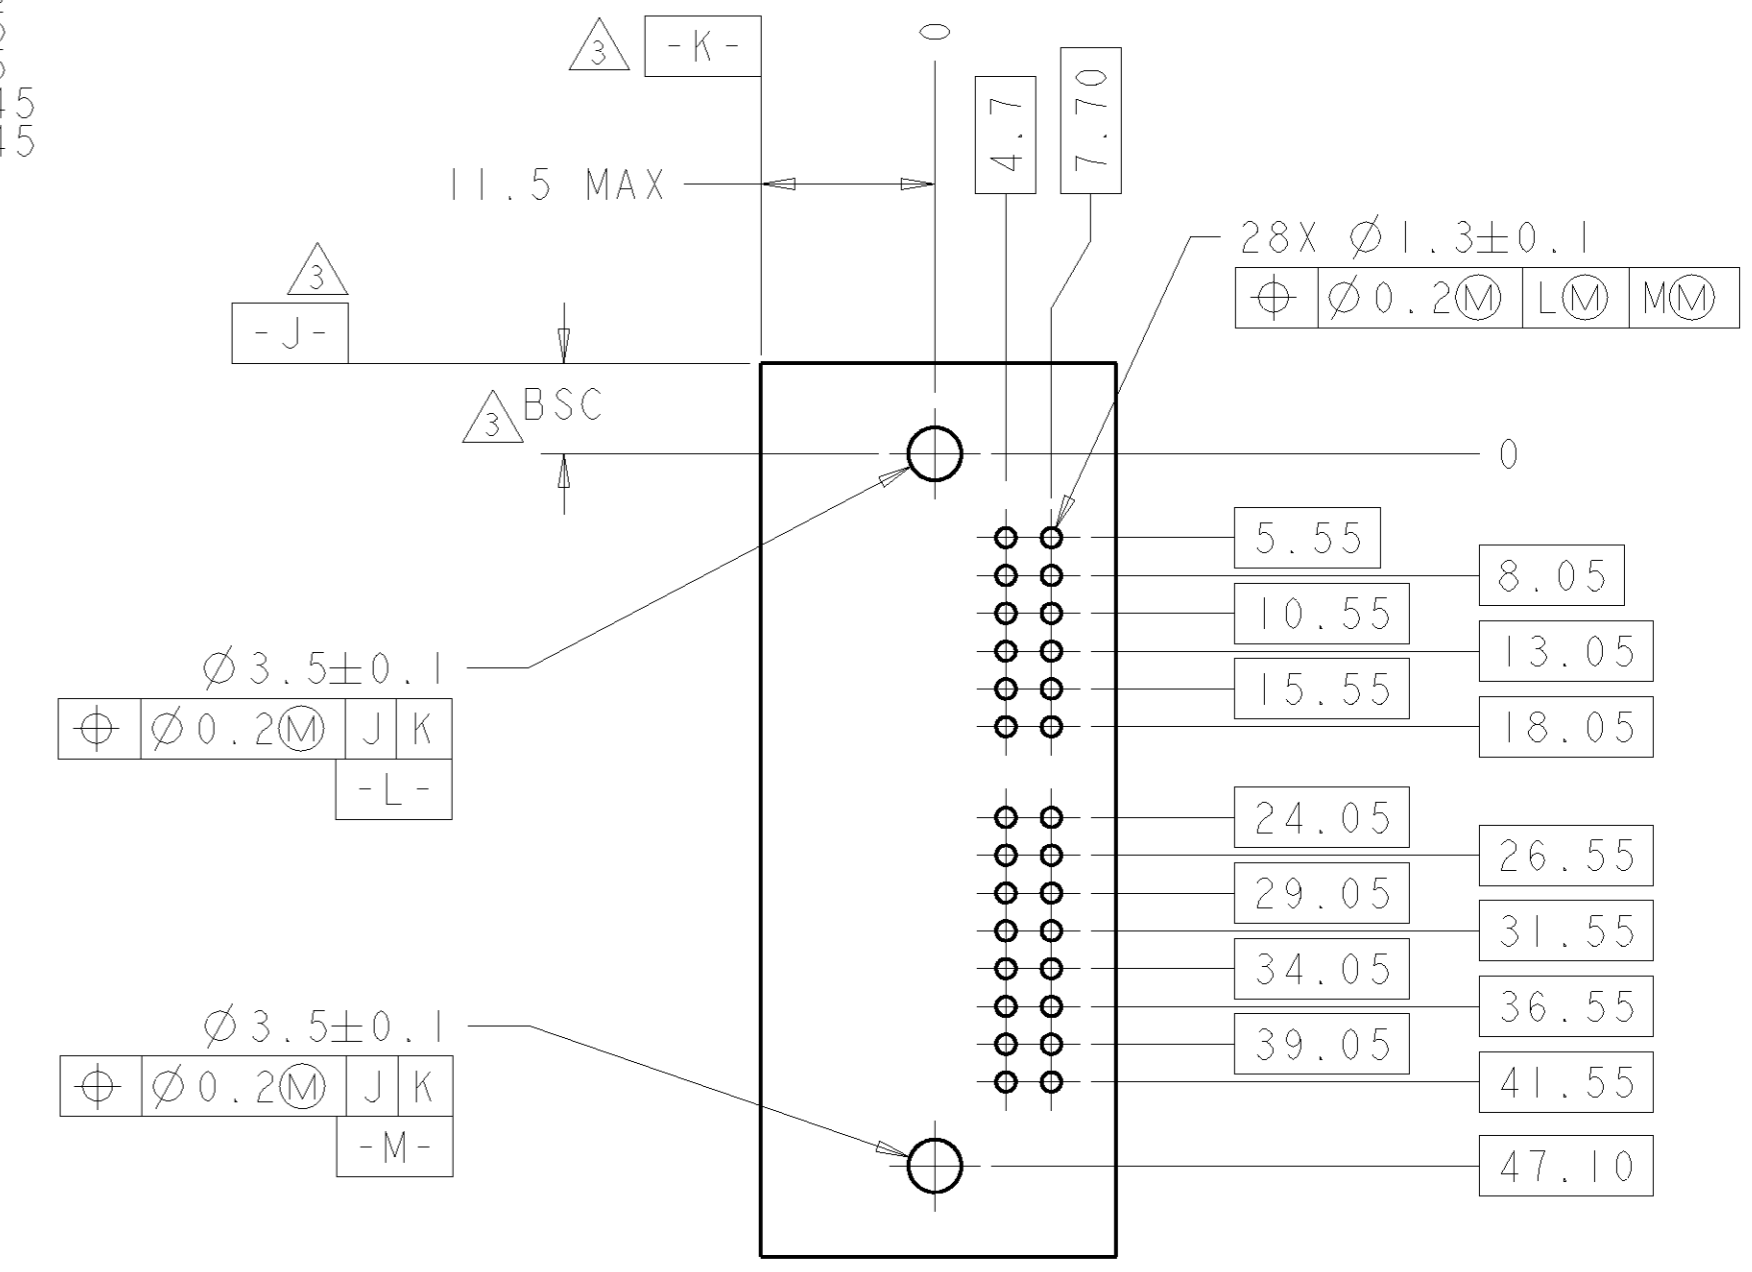 45
45
3 -K-
0
4.7
7.70
11.5 MAX
28X Ø1.3±0.1
⌖ Ø0.2Ⓜ LⓂ MⓂ
3
-J-
3 BSC
0
5.55
8.05
10.55
13.05
15.55
18.05
Ø3.5±0.1
⌖ Ø0.2Ⓜ J K
-L-
24.05
26.55
29.05
31.55
34.05
36.55
39.05
41.55
Ø3.5±0.1
⌖ Ø0.2Ⓜ J K
-M-
47.10